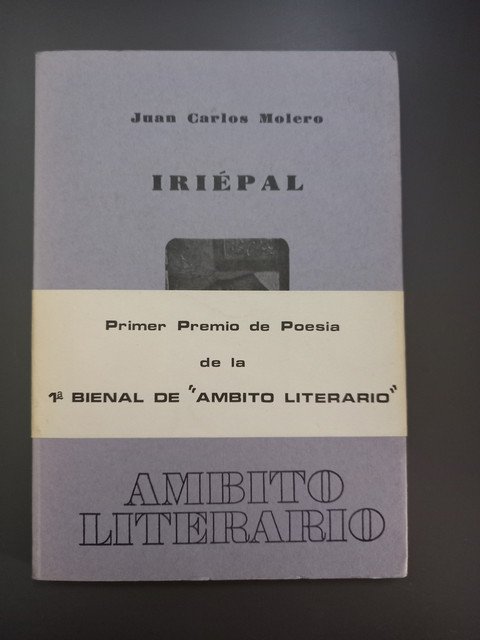 Juan Carlos Molero
IRIÉPAL
Primer Premio de Poesia
de la
1ª BIENAL DE "AMBITO LITERARIO"
AMBITO
LITERARIO